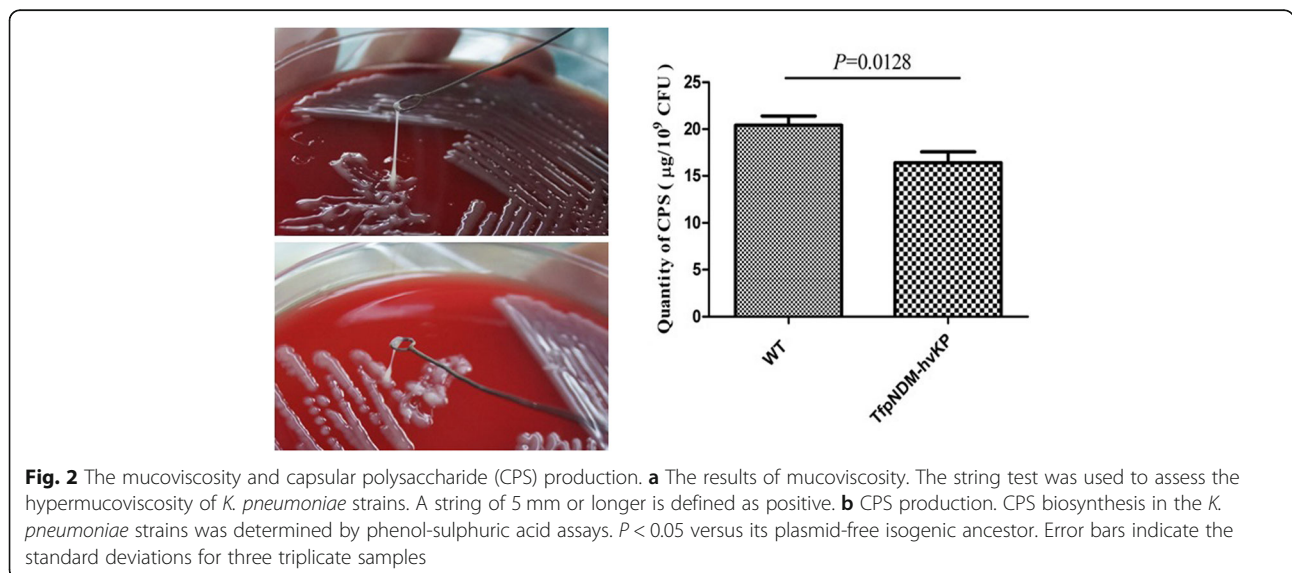 P=0.0128
Quantity of CPS ( µg/10⁹ CFU )
25
20
15
10
5
0
WT
TfpNDM-hvKP
Fig. 2 The mucoviscosity and capsular polysaccharide (CPS) production. a The results of mucoviscosity. The string test was used to assess the
hypermucoviscosity of K. pneumoniae strains. A string of 5 mm or longer is defined as positive. b CPS production. CPS biosynthesis in the K.
pneumoniae strains was determined by phenol-sulphuric acid assays. P < 0.05 versus its plasmid-free isogenic ancestor. Error bars indicate the
standard deviations for three triplicate samples